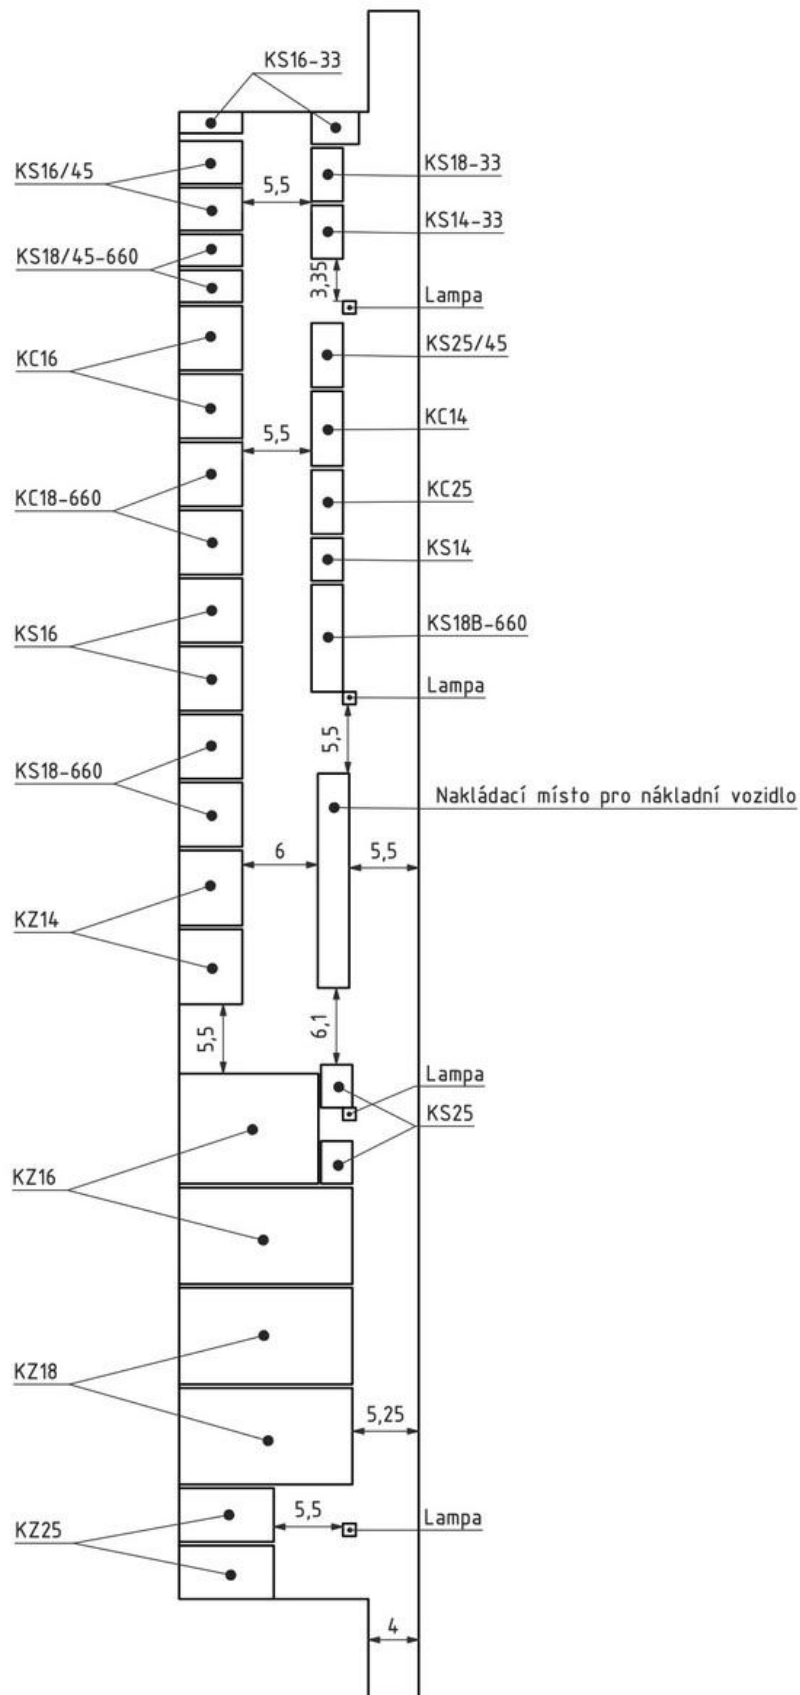 KS16-33
KS16/45
5,5
KS18-33
KS14-33
KS18/45-660
3,35
Lampa
KS25/45
KC16
KC14
5,5
KC25
KC18-660
KS14
KS18B-660
KS16
Lampa
5,5
KS18-660
Nakládací místo pro nákladní vozidlo
6
5,5
KZ14
5,5
6,1
Lampa
KS25
KZ16
KZ18
5,25
5,5
Lampa
KZ25
4